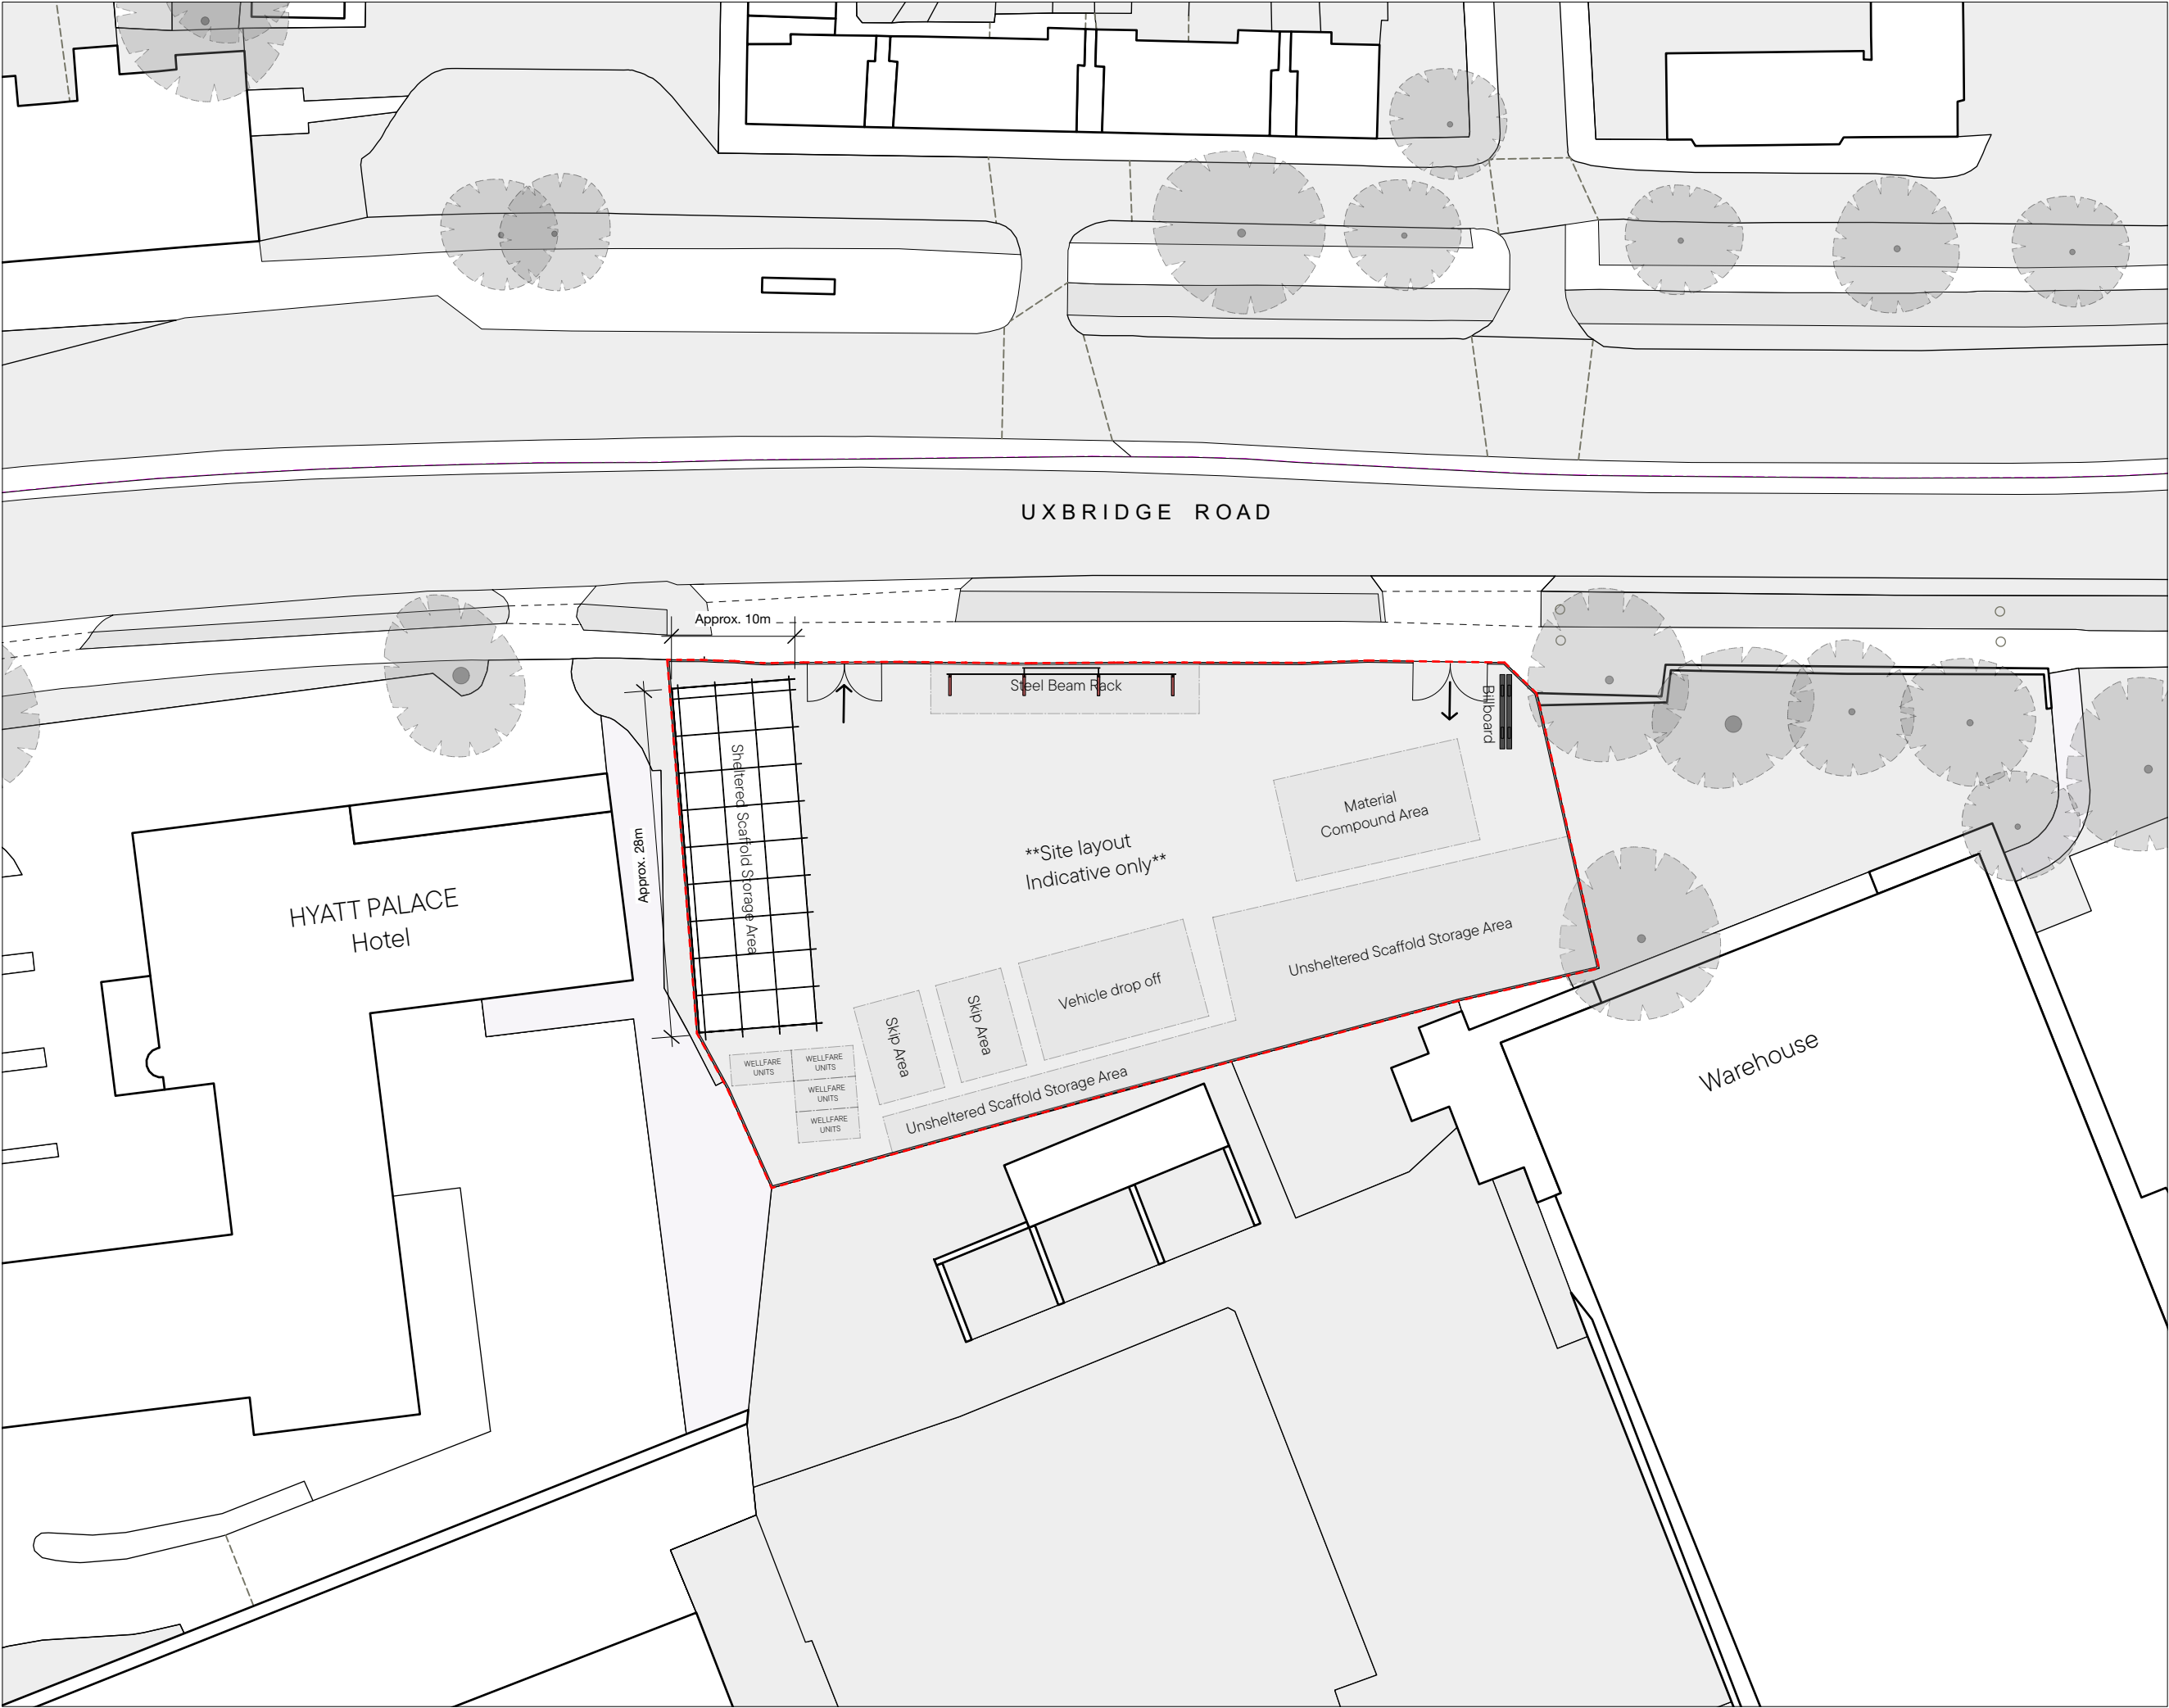 UXBRIDGE ROAD
Approx. 10m
Steel Beam Rack
Billboard
Sheltered Scaffold Storage Area
Approx. 28m
Material
Compound Area
**Site layout
Indicative only**
HYATT PALACE
Hotel
Unsheltered Scaffold Storage Area
Vehicle drop off
Skip Area
Skip Area
WELLFARE
UNITS
WELLFARE
UNITS
WELLFARE
UNITS
WELLFARE
UNITS
Unsheltered Scaffold Storage Area
Warehouse